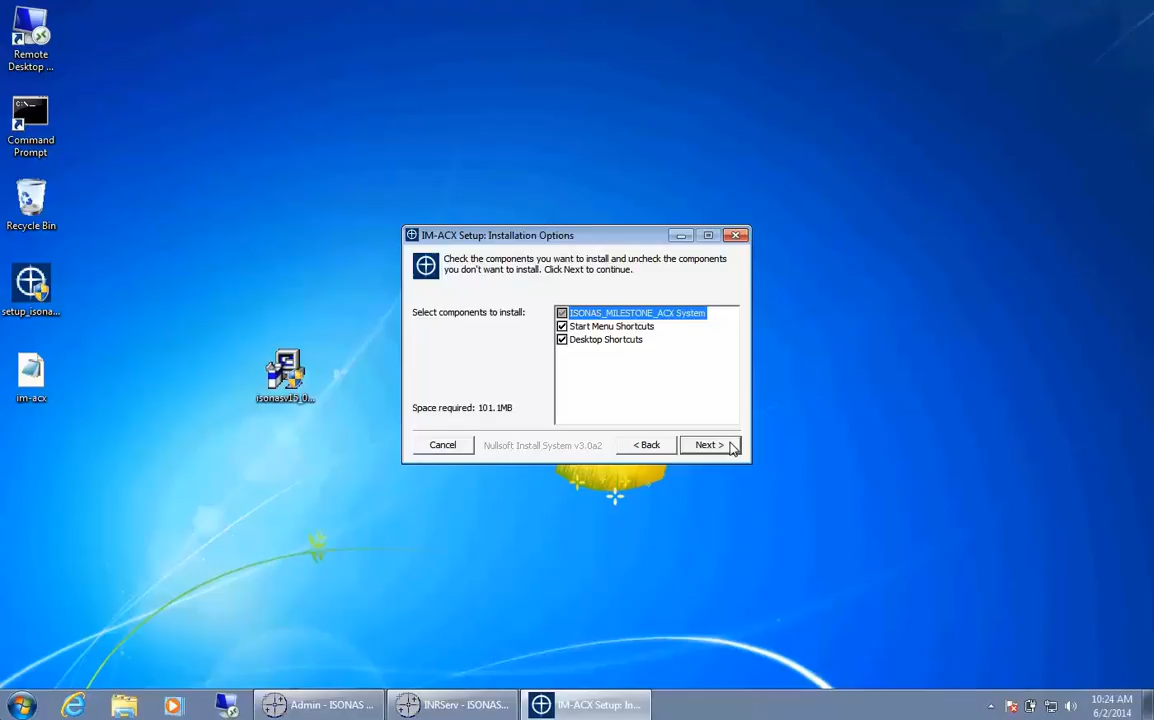 Remote
Desktop ...
Command
Prompt
Recycle Bin
setup_isona...
im-acx
isonasv15_0...
IM-ACX Setup: Installation Options
Check the components you want to install and uncheck the components
you don't want to install. Click Next to continue.
Select components to install:
ISONAS_MILESTONE_ACX System
Start Menu Shortcuts
Desktop Shortcuts
Space required: 101.1MB
Cancel
Nullsoft Install System v3.0a2
< Back
Next >
Admin - ISONAS ...
INRServ - ISONAS...
IM-ACX Setup: In...
10:24 AM
6/2/2014